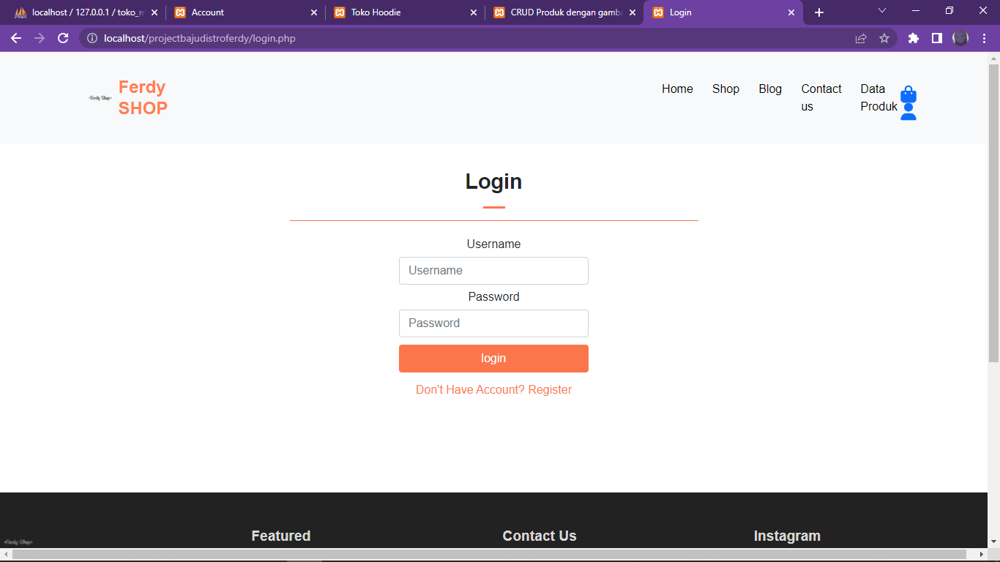 localhost / 127.0.0.1 / toko_m
Account
Toko Hoodie
CRUD Produk dengan gamba
Login
localhost/projectbajudistroferdy/login.php
Ferdy Shop
Ferdy
SHOP
Home
Shop
Blog
Contact
us
Data
Produk
Login
Username
Username
Password
Password
login
Don't Have Account? Register
Ferdy Shop
Featured
Contact Us
Instagram